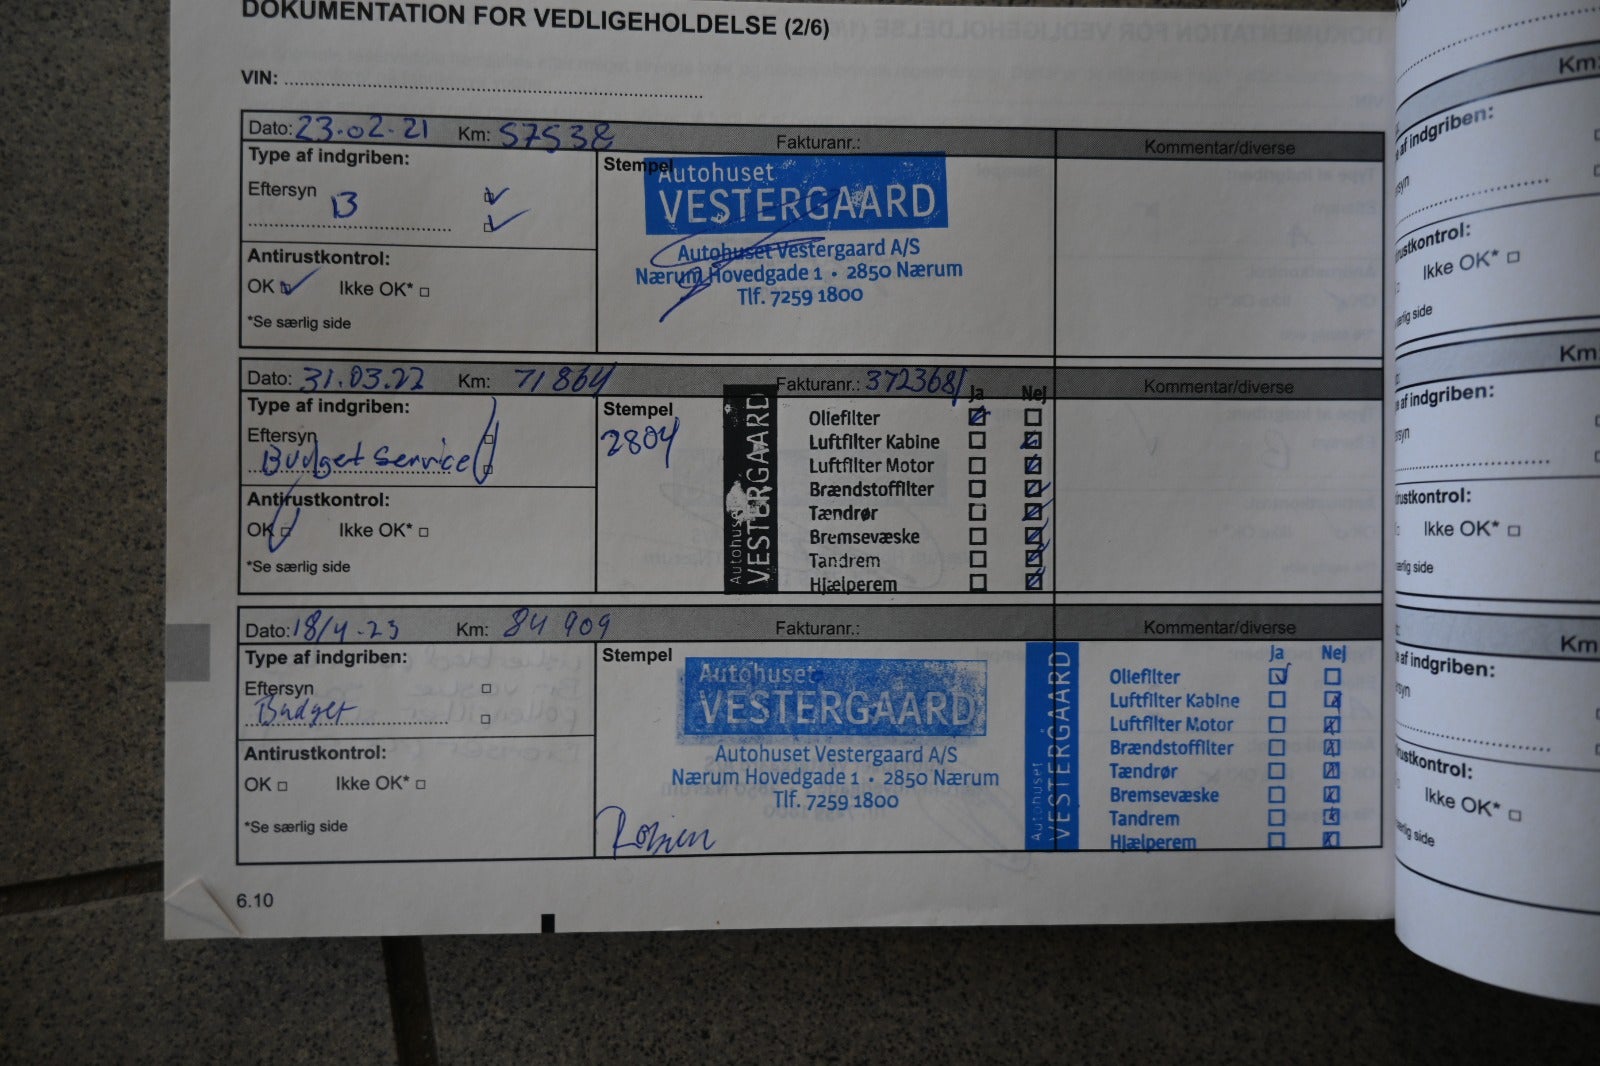 DOKUMENTATION FOR VEDLIGEHOLDELSE (2/6)
VIN:
Dato: 23.02.21 Km: 57538 Fakturanr.: Kommentar/diverse
Type af indgriben:
Eftersyn
B
Antirustkontrol:
OK Ikke OK*
*Se særlig side
Stempel
Autohuset
VESTERGAARD
Autohuset Vestergaard A/S
Nærum Hovedgade 1 • 2850 Nærum
Tlf. 7259 1800
Dato: 31.03.22 Km: 71864 Fakturanr.: 372368/ Kommentar/diverse
Type af indgriben:
Eftersyn
Budget Service
Antirustkontrol:
OK Ikke OK*
*Se særlig side
Stempel
2804
Autohuset
VESTERGAARD
Ja Nej
Oliefilter
Luftfilter Kabine
Luftfilter Motor
Brændstoffilter
Tændrør
Bremsevæske
Tandrem
Hjælperem
Dato: 18/4-23 Km: 84 909 Fakturanr.: Kommentar/diverse
Type af indgriben:
Eftersyn
Budget
Antirustkontrol:
OK Ikke OK*
*Se særlig side
Stempel
Autohuset
VESTERGAARD
Autohuset Vestergaard A/S
Nærum Hovedgade 1 • 2850 Nærum
Tlf. 7259 1800
Autohuset
VESTERGAARD
Ja Nej
Oliefilter
Luftfilter Kabine
Luftfilter Motor
Brændstoffilter
Tændrør
Bremsevæske
Tandrem
Hjælperem
6.10
Km:
af indgriben:
Ikke OK*
Km:
af indgriben:
Ikke OK*
Km
af indgriben:
Ikke OK*